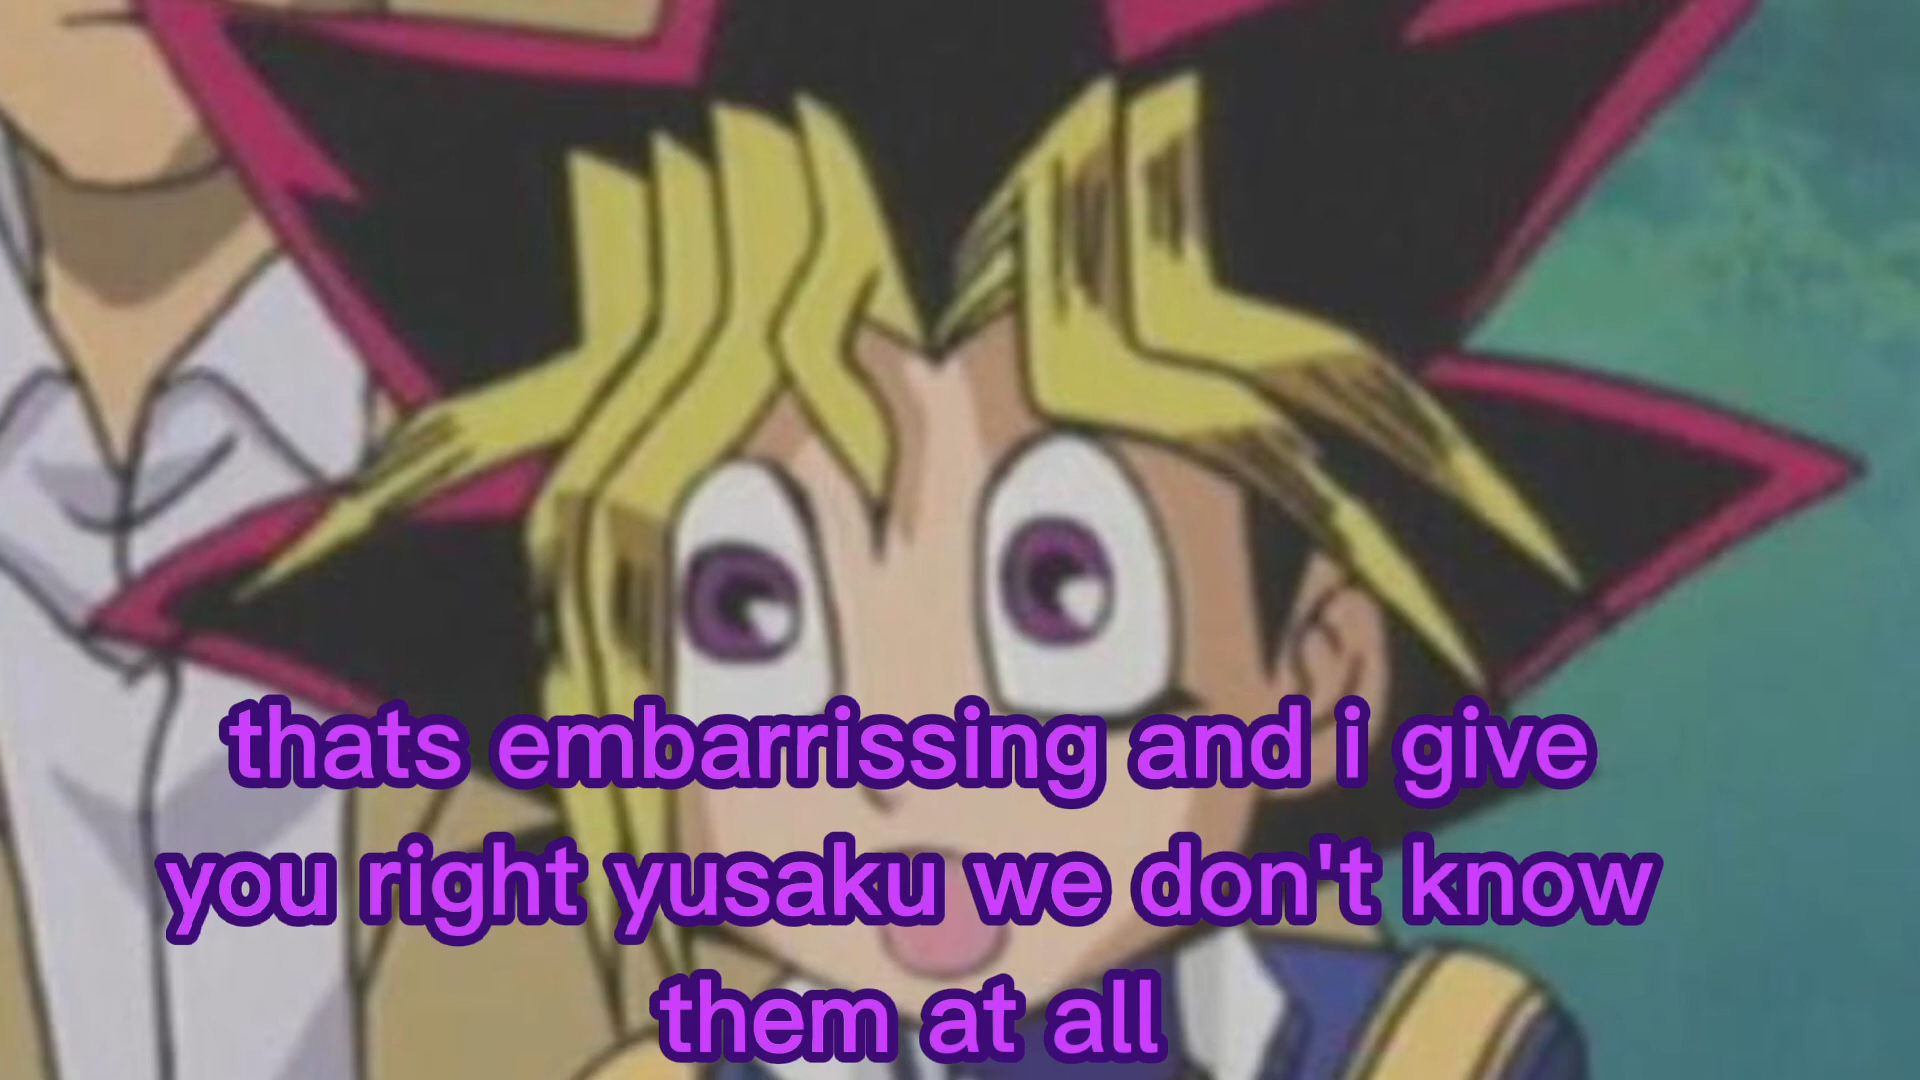 thats embarrissing and i give
you right yusaku we don't know
them at all